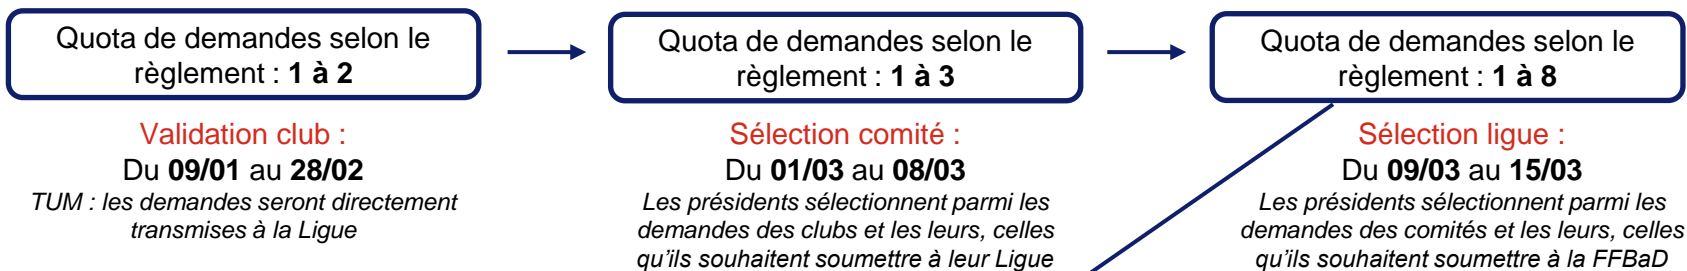 Quota de demandes selon le
règlement : 1 à 2
Validation club :
Du 09/01 au 28/02
TUM : les demandes seront directement
transmises à la Ligue
Quota de demandes selon le
règlement : 1 à 3
Sélection comité :
Du 01/03 au 08/03
Les présidents sélectionnent parmi les
demandes des clubs et les leurs, celles
qu'ils souhaitent soumettre à leur Ligue
Quota de demandes selon le
règlement : 1 à 8
Sélection ligue :
Du 09/03 au 15/03
Les présidents sélectionnent parmi les
demandes des comités et les leurs, celles
qu'ils souhaitent soumettre à la FFBaD